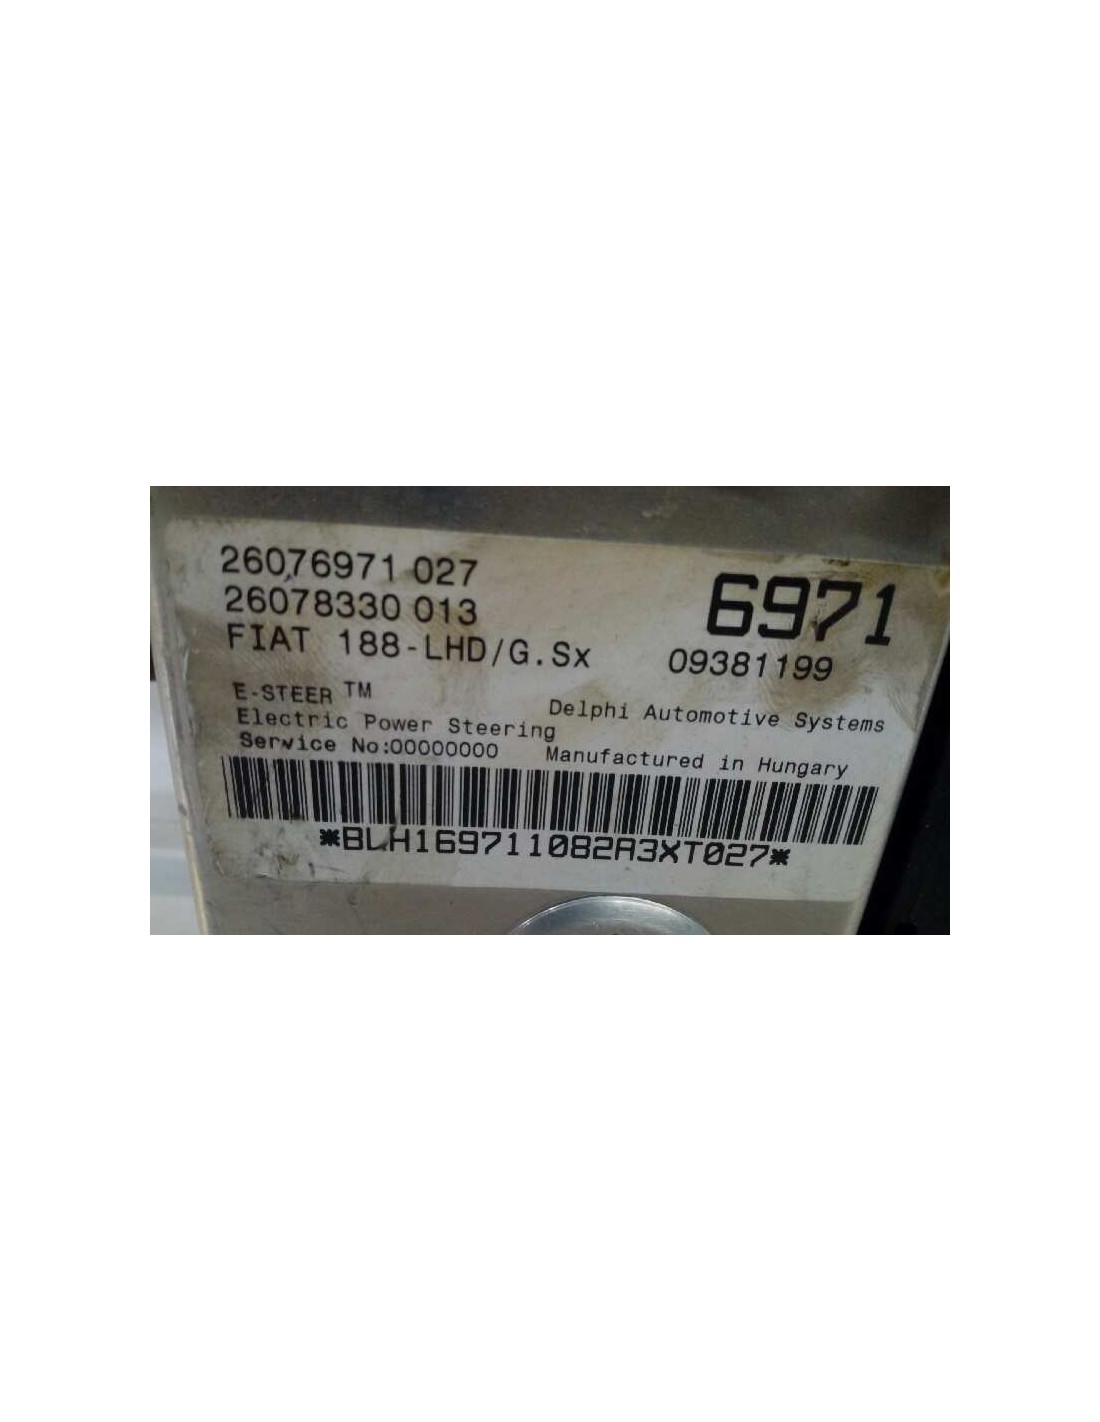 26076971 027
26078330 013
FIAT 188-LHD/G.Sx
6971
09381199
E-STEER TM
Electric Power Steering
Service No:00000000
Delphi Automotive Systems
Manufactured in Hungary
*BLH169711082A3XT027*